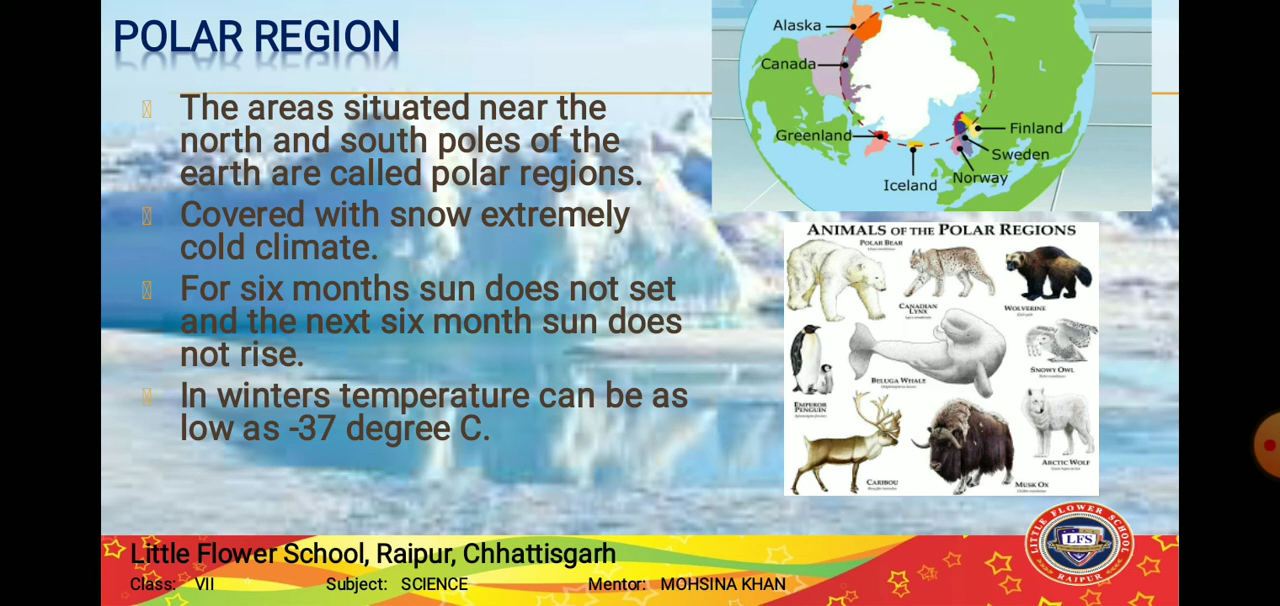 POLAR REGION
The areas situated near the
north and south poles of the
earth are called polar regions.
Covered with snow extremely
cold climate.
For six months sun does not set
and the next six month sun does
not rise.
In winters temperature can be as
low as -37 degree C.
Alaska
Canada
Greenland
Iceland
Norway
Sweden
Finland
ANIMALS OF THE POLAR REGIONS
POLAR BEAR
CANADIAN
LYNX
WOLVERINE
EMPEROR
PENGUIN
BELUGA WHALE
SNOWY OWL
CARIBOU
MUSK OX
ARCTIC WOLF
Little Flower School, Raipur, Chhattisgarh
Class: VII Subject: SCIENCE Mentor: MOHSINA KHAN
LITTLE FLOWER SCHOOL
LFS
RAIPUR